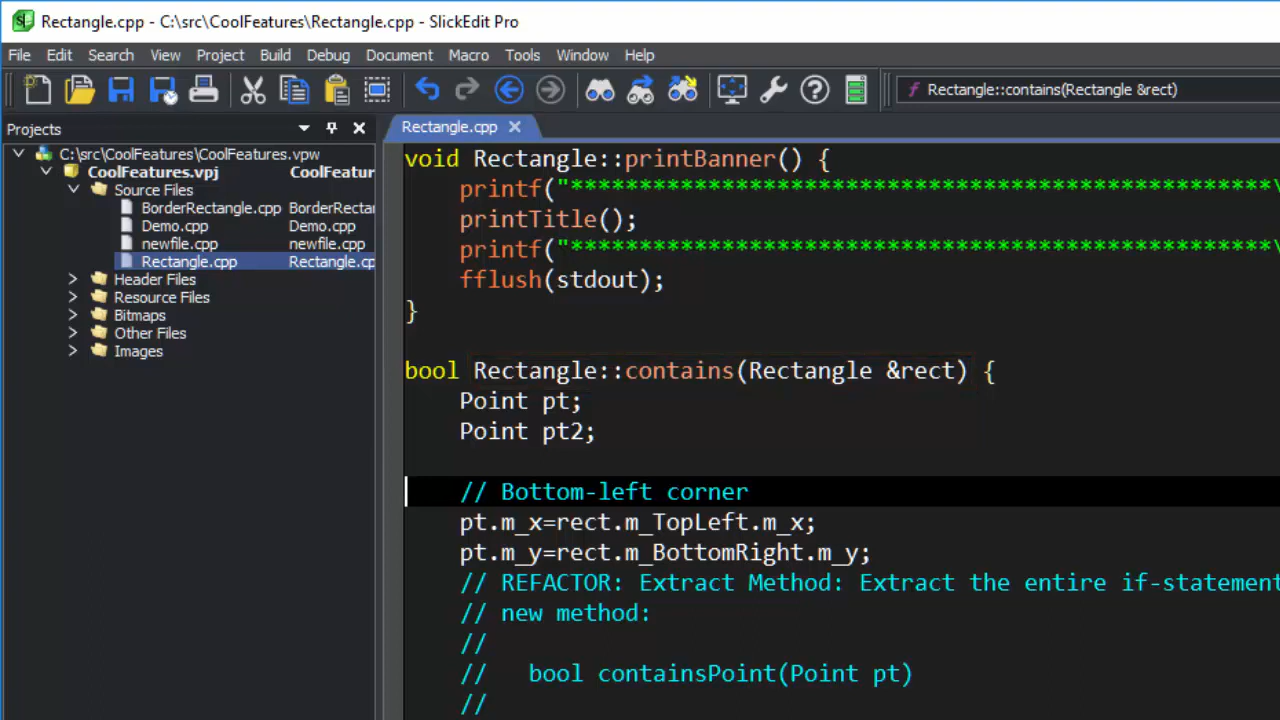 Rectangle.cpp - C:\src\CoolFeatures\Rectangle.cpp - SlickEdit Pro
File Edit Search View Project Build Debug Document Macro Tools Window Help
f Rectangle::contains(Rectangle &rect)
Projects
C:\src\CoolFeatures\CoolFeatures.vpw
CoolFeatures.vpj CoolFeatur
Source Files
BorderRectangle.cpp BorderRecta
Demo.cpp Demo.cpp
newfile.cpp newfile.cpp
Rectangle.cpp Rectangle.cp
Header Files
Resource Files
Bitmaps
Other Files
Images
Rectangle.cpp
void Rectangle::printBanner() {
    printf("***************************************************\
    printTitle();
    printf("***************************************************\
    fflush(stdout);
}
bool Rectangle::contains(Rectangle &rect) {
    Point pt;
    Point pt2;
    // Bottom-left corner
    pt.m_x=rect.m_TopLeft.m_x;
    pt.m_y=rect.m_BottomRight.m_y;
    // REFACTOR: Extract Method: Extract the entire if-statement
    // new method:
    //
    //   bool containsPoint(Point pt)
    //